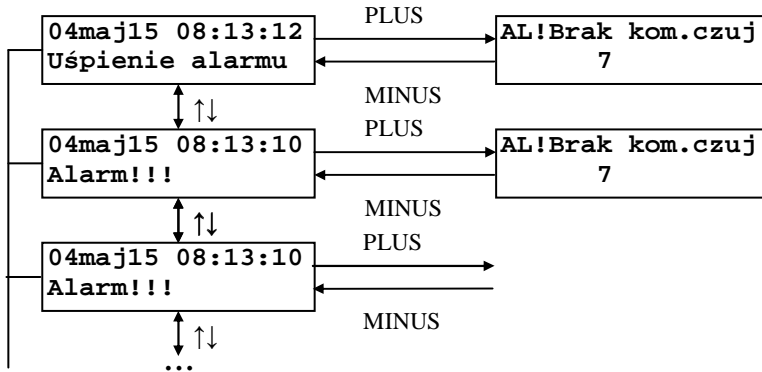 04maj15 08:13:12
Uśpienie alarmu
PLUS
AL!Brak kom.czuj
7
MINUS
↑↓
04maj15 08:13:10
Alarm!!!
PLUS
AL!Brak kom.czuj
7
MINUS
↑↓
04maj15 08:13:10
Alarm!!!
PLUS
MINUS
↑↓
...